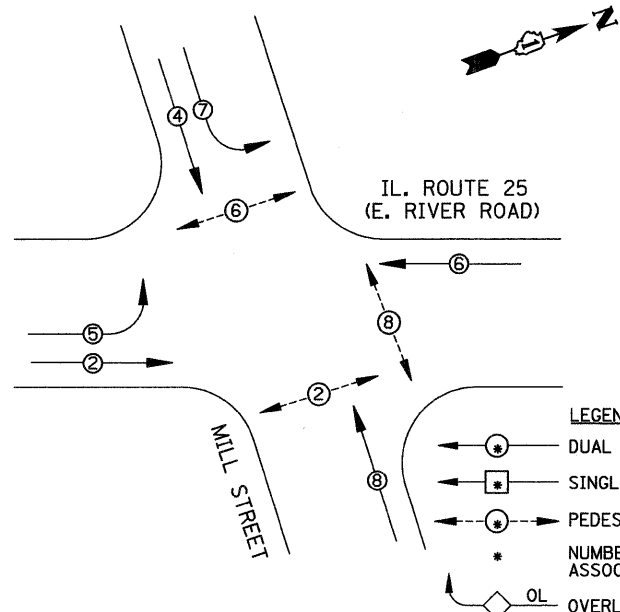 N
4
7
6
IL. ROUTE 25
(E. RIVER ROAD)
6
8
5
2
2
8
MILL STREET
LEGEN
* DUAL
* SINGL
* PEDES
* NUMBE
ASSOC
OL OVERL